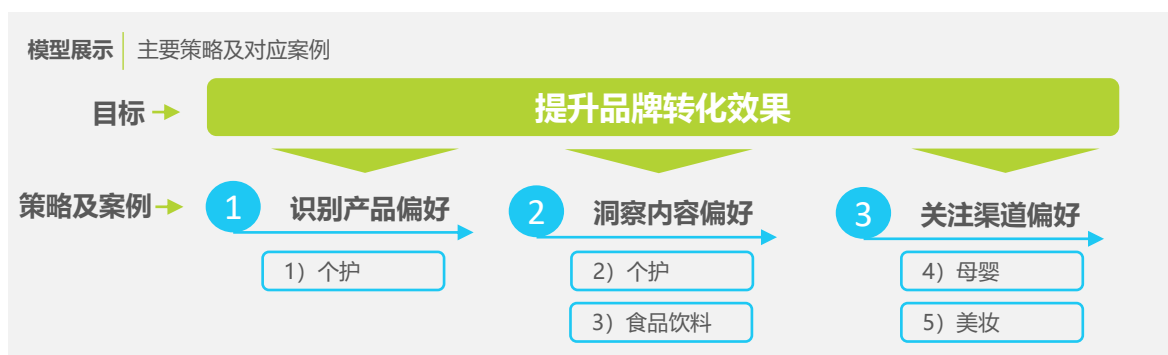 模型展示 主要策略及对应案例
目标
提升品牌转化效果
策略及案例
1 识别产品偏好
1）个护
2 洞察内容偏好
2）个护
3）食品饮料
3 关注渠道偏好
4）母婴
5）美妆